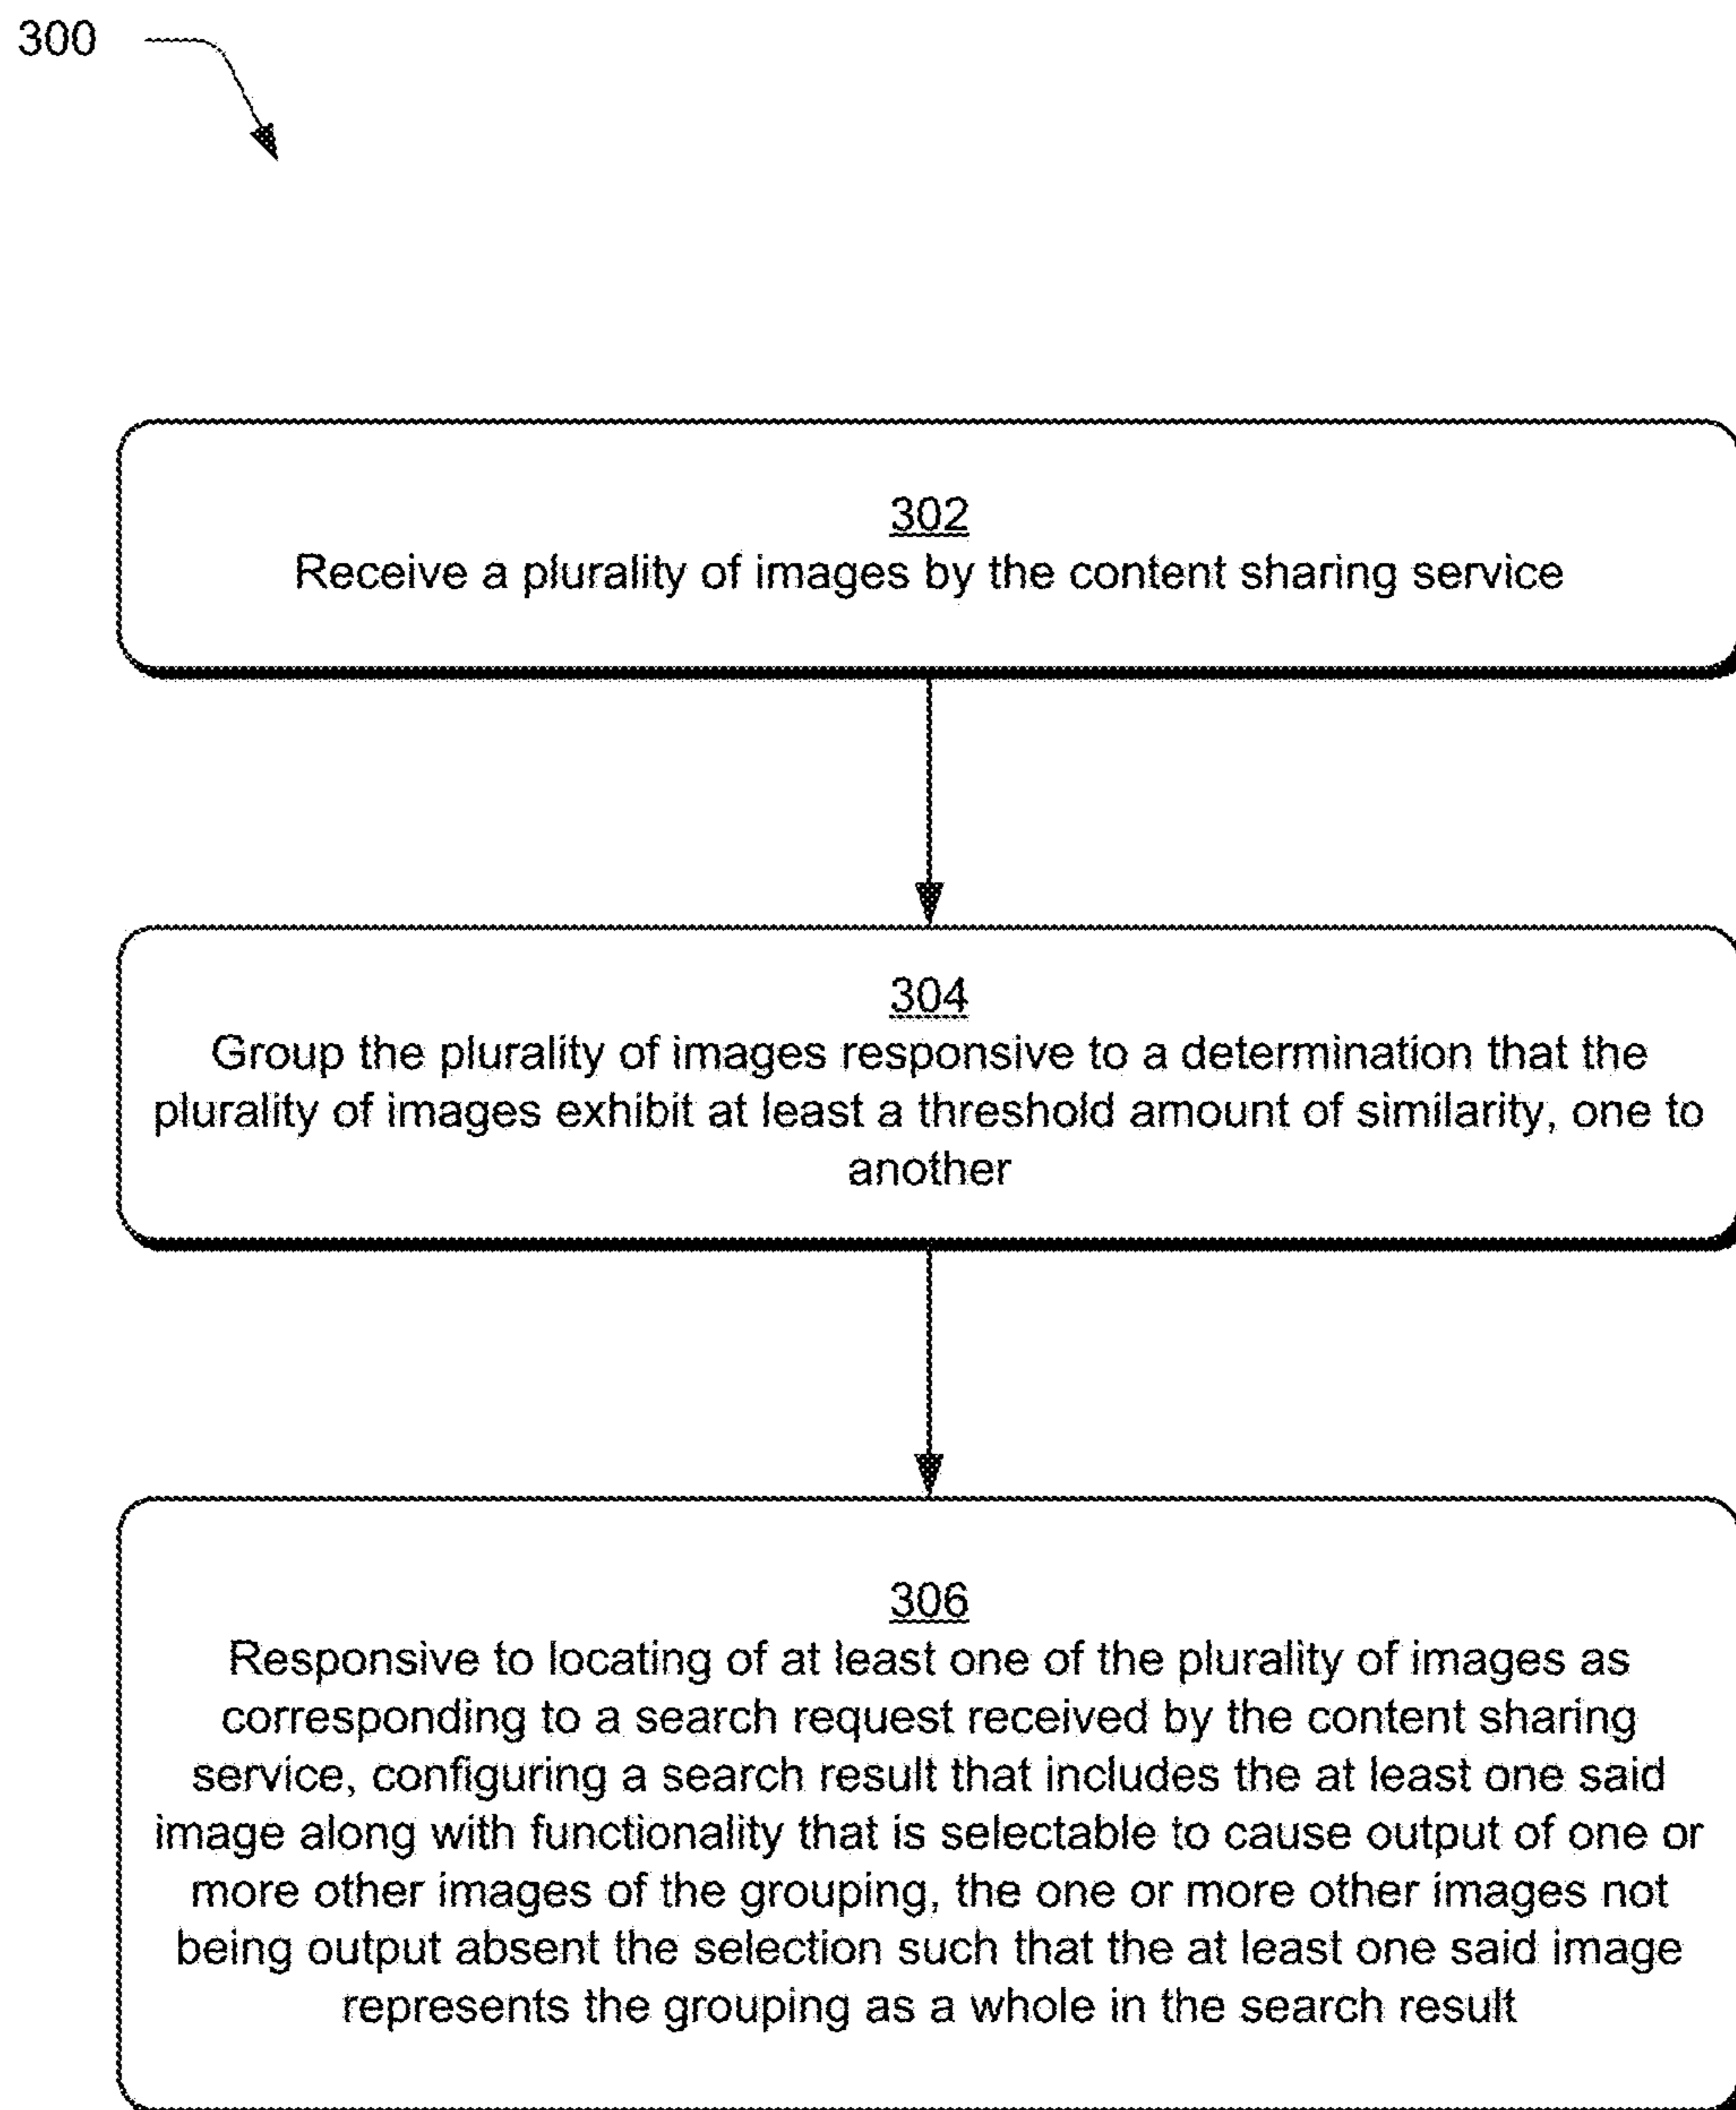 300
302
Receive a plurality of images by the content sharing service
304
Group the plurality of images responsive to a determination that the
plurality of images exhibit at least a threshold amount of similarity, one to
another
306
Responsive to locating of at least one of the plurality of images as
corresponding to a search request received by the content sharing
service, configuring a search result that includes the at least one said
image along with functionality that is selectable to cause output of one or
more other images of the grouping, the one or more other images not
being output absent the selection such that the at least one said image
represents the grouping as a whole in the search result